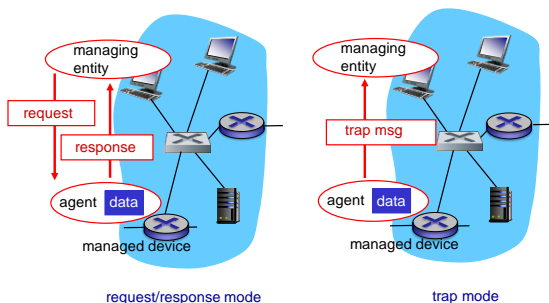 managing
entity
request
response
agent data
managed device
request/response mode
managing
entity
trap msg
agent data
managed device
trap mode